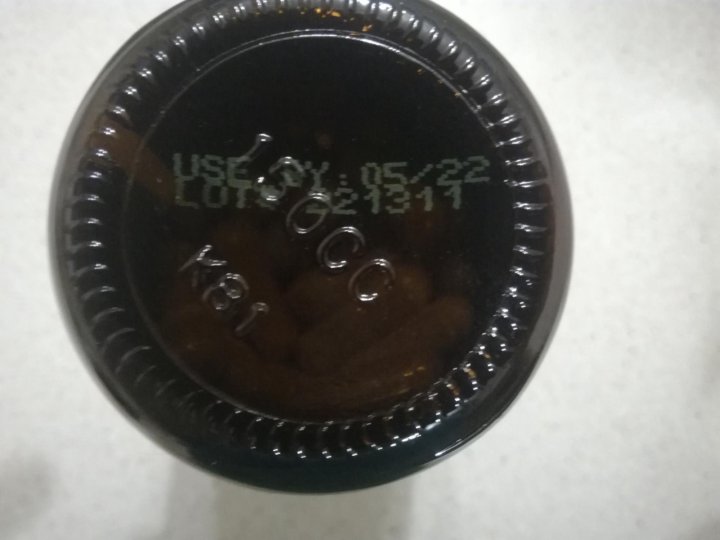 USE BY: 05/22
LOT# 221311
150CC
K81